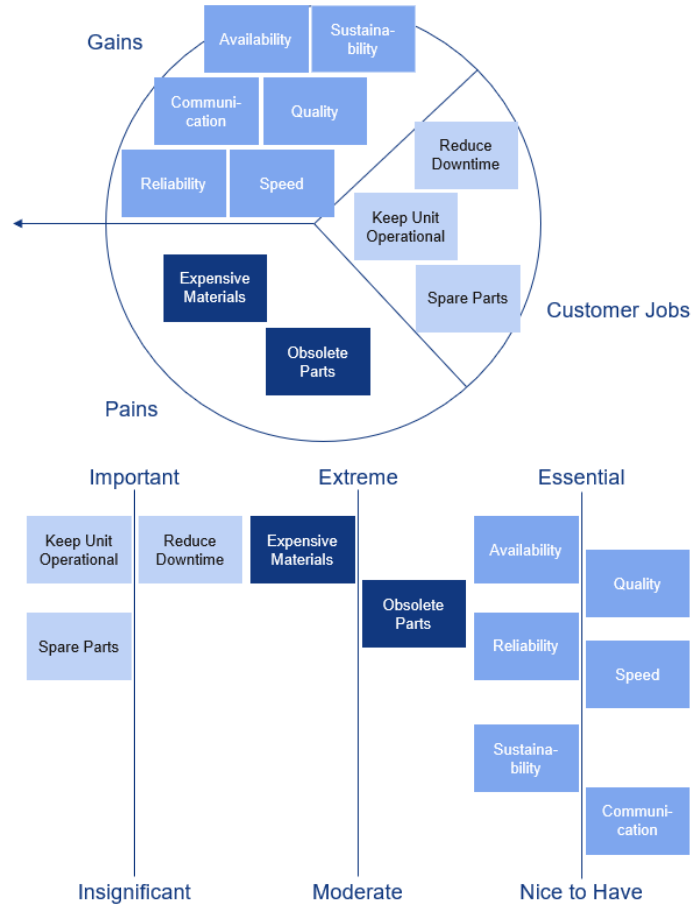 Gains
Availability
Sustaina-
bility
Communi-
cation
Quality
Reliability
Speed
Reduce
Downtime
Keep Unit
Operational
Spare Parts
Customer Jobs
Expensive
Materials
Obsolete
Parts
Pains
Important
Extreme
Essential
Keep Unit
Operational
Reduce
Downtime
Expensive
Materials
Availability
Quality
Obsolete
Parts
Spare Parts
Reliability
Speed
Sustaina-
bility
Communi-
cation
Insignificant
Moderate
Nice to Have